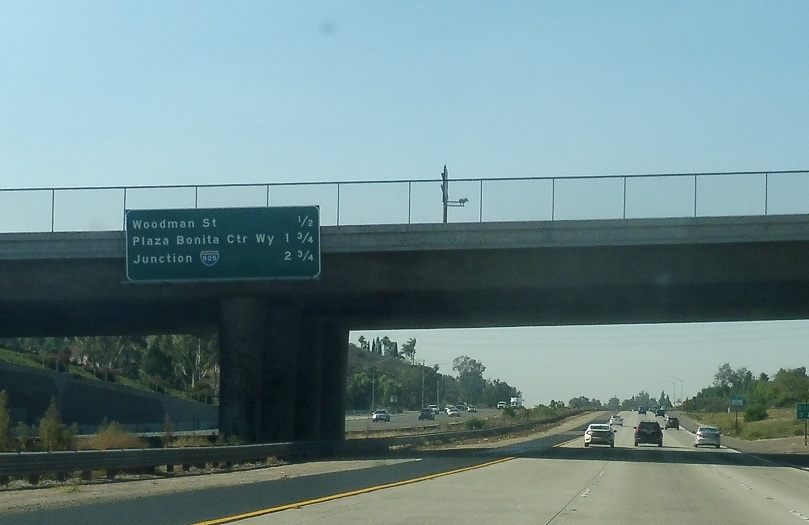 Woodman St 1/2
Plaza Bonita Ctr Wy 1 3/4
Junction 805 2 3/4